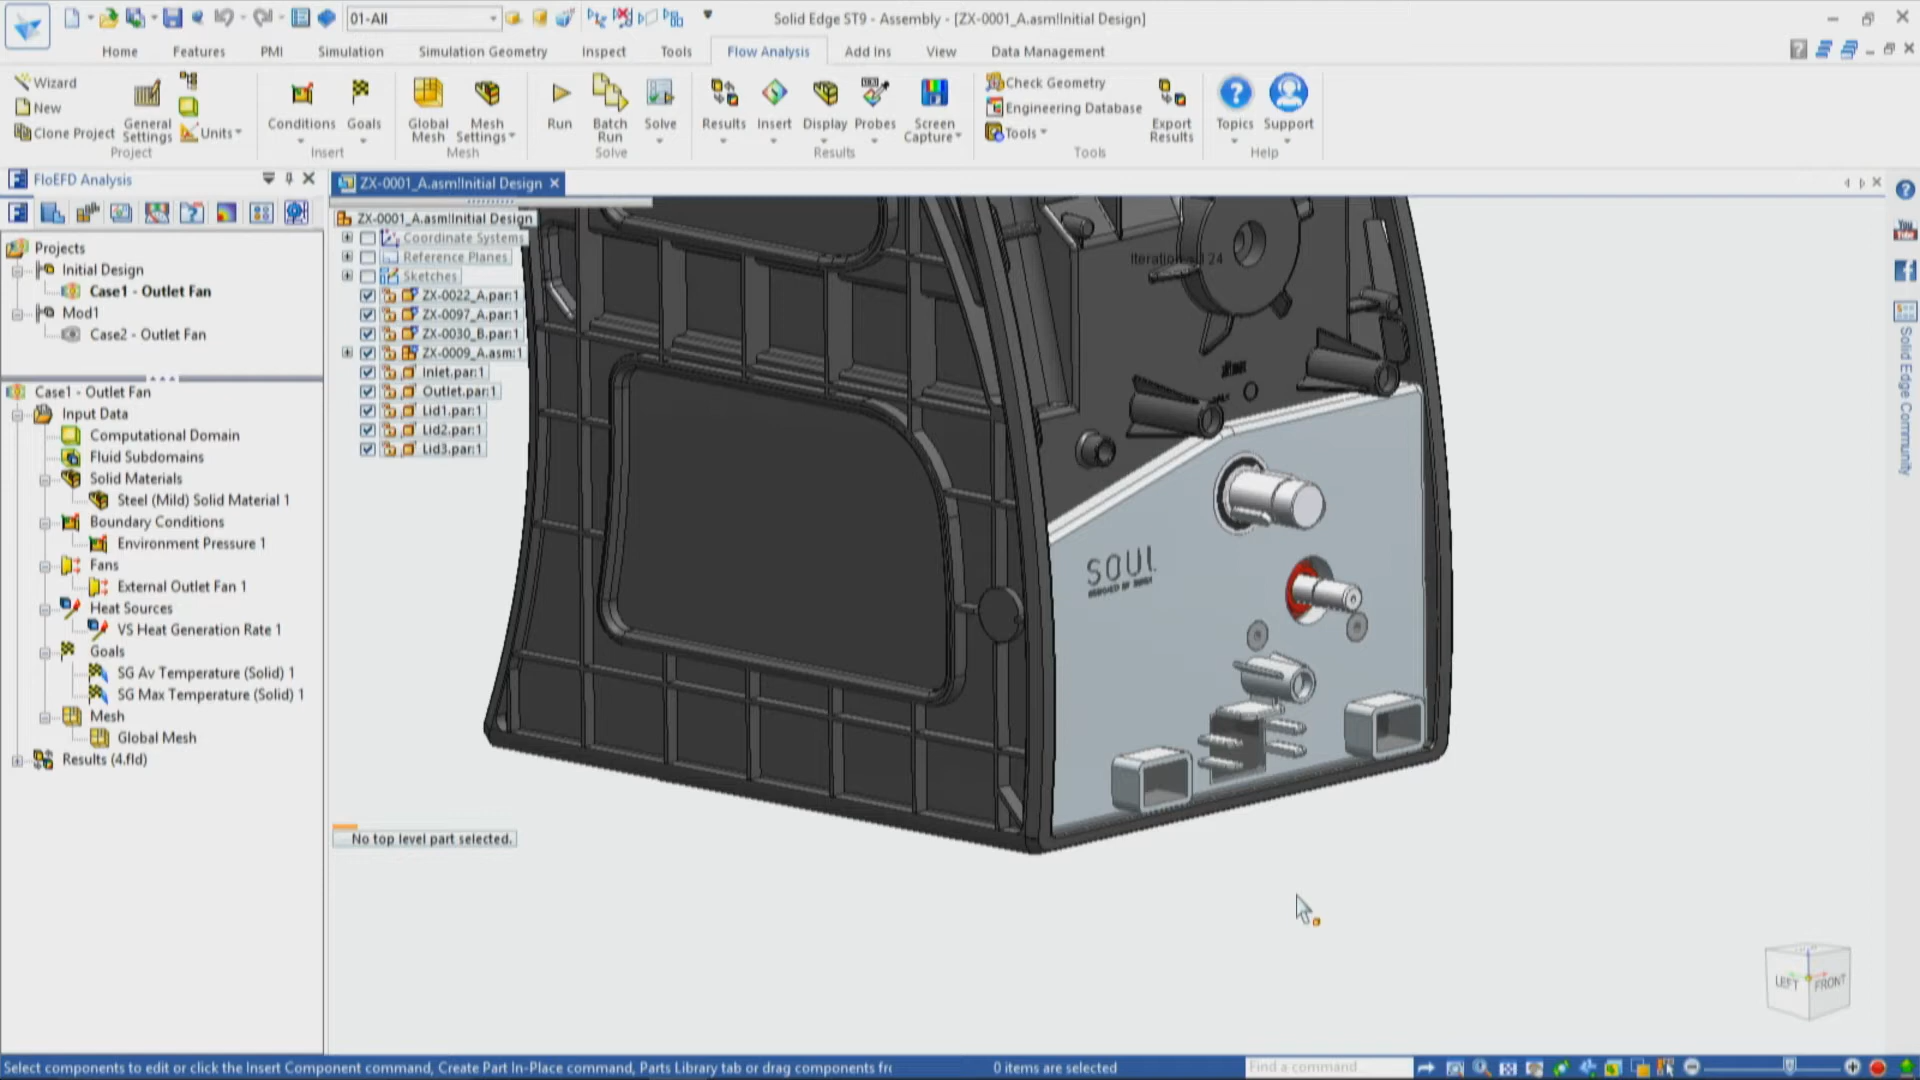 01-All
Solid Edge ST9 - Assembly - [ZX-0001_A.asm!Initial Design]
Home Features PMI Simulation Simulation Geometry Inspect Tools Flow Analysis Add Ins View Data Management
Wizard
New
Clone Project
General Settings
Units
Project
Conditions
Goals
Insert
Global Mesh
Mesh Settings
Mesh
Run
Batch Run
Solve
Solve
Results
Insert
Display
Probes
Screen Capture
Results
Check Geometry
Engineering Database
Tools
Export Results
Tools
Topics
Support
Help
FloEFD Analysis
ZX-0001_A.asm!Initial Design
Projects
Initial Design
Case1 - Outlet Fan
Mod1
Case2 - Outlet Fan
Case1 - Outlet Fan
Input Data
Computational Domain
Fluid Subdomains
Solid Materials
Steel (Mild) Solid Material 1
Boundary Conditions
Environment Pressure 1
Fans
External Outlet Fan 1
Heat Sources
VS Heat Generation Rate 1
Goals
SG Av Temperature (Solid) 1
SG Max Temperature (Solid) 1
Mesh
Global Mesh
Results (4.fld)
ZX-0001_A.asm!Initial Design
Coordinate Systems
Reference Planes
Sketches
ZX-0022_A.par:1
ZX-0097_A.par:1
ZX-0030_B.par:1
ZX-0009_A.asm:1
Inlet.par:1
Outlet.par:1
Lid1.par:1
Lid2.par:1
Lid3.par:1
No top level part selected.
SOUL
LEFT
FRONT
You Tube
Solid Edge Community
Select components to edit or click the Insert Component command, Create Part In-Place command, Parts Library tab or drag components fr
0 items are selected
Find a command